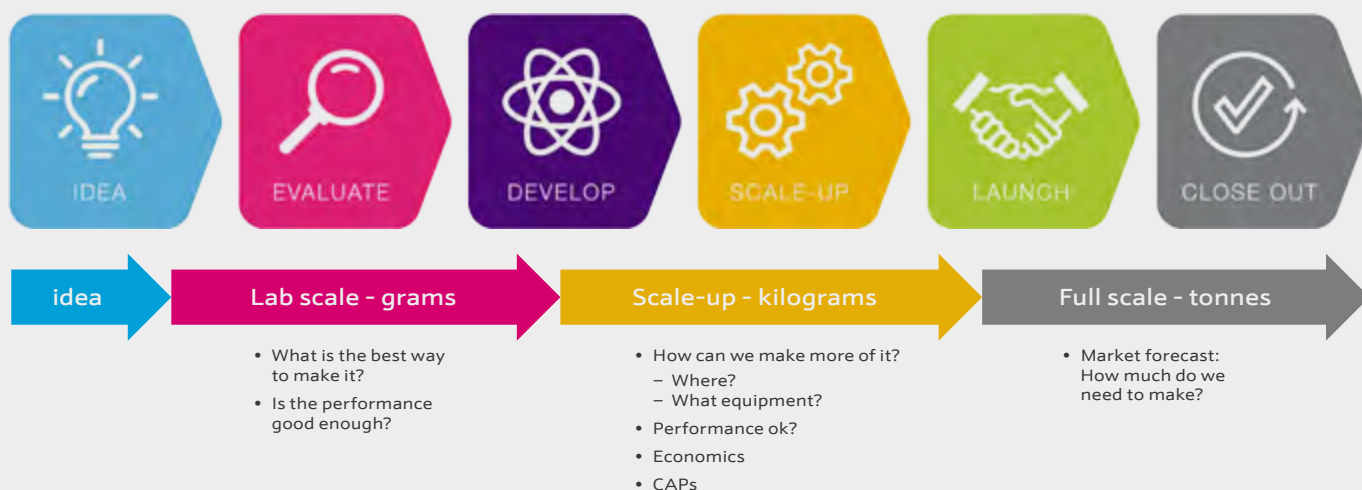 IDEA
EVALUATE
DEVELOP
SCALE-UP
LAUNCH
CLOSE OUT
idea
Lab scale - grams
Scale-up - kilograms
Full scale - tonnes
• What is the best way
to make it?
• Is the performance
good enough?
• How can we make more of it?
– Where?
– What equipment?
• Performance ok?
• Economics
• CAPs
• Market forecast:
How much do we
need to make?